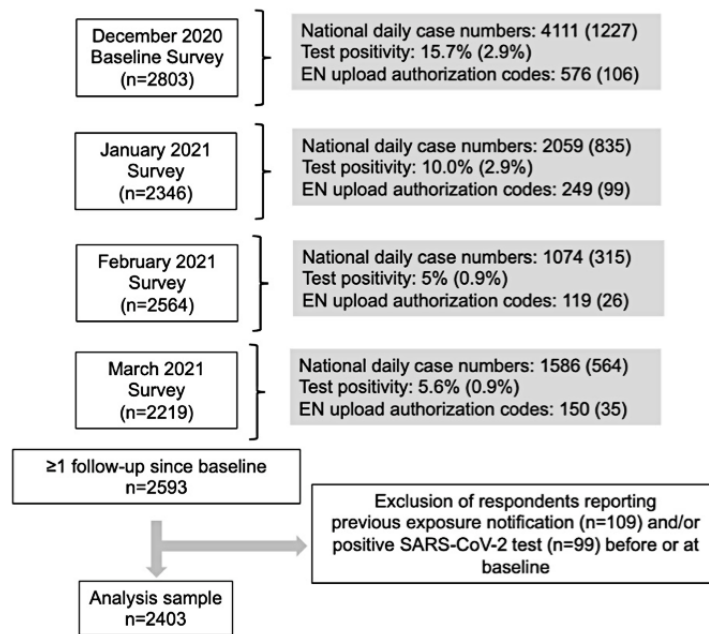 December 2020
Baseline Survey
(n=2803)
National daily case numbers: 4111 (1227)
Test positivity: 15.7% (2.9%)
EN upload authorization codes: 576 (106)
January 2021
Survey
(n=2346)
National daily case numbers: 2059 (835)
Test positivity: 10.0% (2.9%)
EN upload authorization codes: 249 (99)
February 2021
Survey
(n=2564)
National daily case numbers: 1074 (315)
Test positivity: 5% (0.9%)
EN upload authorization codes: 119 (26)
March 2021
Survey
(n=2219)
National daily case numbers: 1586 (564)
Test positivity: 5.6% (0.9%)
EN upload authorization codes: 150 (35)
≥1 follow-up since baseline
n=2593
Exclusion of respondents reporting
previous exposure notification (n=109) and/or
positive SARS-CoV-2 test (n=99) before or at
baseline
Analysis sample
n=2403